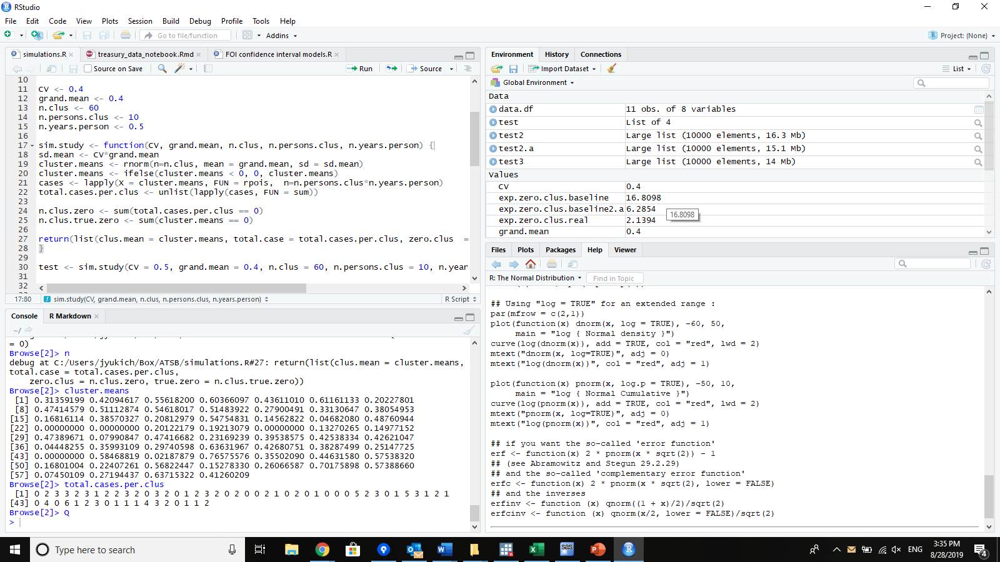 RStudio
File Edit Code View Plots Session Build Debug Profile Tools Help
Go to file/function Addins Project: (None)
simulations.R treasury_data_notebook.Rmd FOI confidence interval models.R
Source on Save Run Source
10
11 CV <- 0.4
12 grand.mean <- 0.4
13 n.clus <- 60
14 n.persons.clus <- 10
15 n.years.person <- 0.5
16
17 sim.study <- function(CV, grand.mean, n.clus, n.persons.clus, n.years.person) {
18 sd.mean <- CV*grand.mean
19 cluster.means <- rnorm(n=n.clus, mean = grand.mean, sd = sd.mean)
20 cluster.means <- ifelse(cluster.means < 0, 0, cluster.means)
21 cases <- lapply(X = cluster.means, FUN = rpois, n=n.persons.clus*n.years.person)
22 total.cases.per.clus <- unlist(lapply(cases, FUN = sum))
23
24 n.clus.zero <- sum(total.cases.per.clus == 0)
25 n.clus.true.zero <- sum(cluster.means == 0)
26
27 return(list(clus.mean = cluster.means, total.case = total.cases.per.clus, zero.clus =
28 }
29
30 test <- sim.study(CV = 0.5, grand.mean = 0.4, n.clus = 60, n.persons.clus = 10, n.year
31
32
17:80 sim.study(CV, grand.mean, n.clus, n.persons.clus, n.years.person) R Script
Console R Markdown
~/
= 0)
Browse[2]> n
debug at C:/Users/jyukich/Box/ATSB/simulations.R#27: return(list(clus.mean = cluster.means,
total.case = total.cases.per.clus,
zero.clus = n.clus.zero, true.zero = n.clus.true.zero))
Browse[2]> cluster.means
[1] 0.31359199 0.42094617 0.55618200 0.60366097 0.43611010 0.61161133 0.20227801
[8] 0.47414579 0.51112874 0.54618017 0.51483922 0.27900491 0.33130647 0.38054953
[15] 0.16816114 0.38570327 0.20812979 0.54754831 0.14562822 0.04682080 0.48760944
[22] 0.00000000 0.00000000 0.20122179 0.19213079 0.00000000 0.13270265 0.14977152
[29] 0.47389671 0.07990847 0.47416682 0.23169239 0.39538575 0.42538334 0.42621047
[36] 0.04448255 0.35993109 0.29740598 0.63631967 0.42680751 0.38287499 0.25147725
[43] 0.00000000 0.58468819 0.02187879 0.76575576 0.35502090 0.44631580 0.57538320
[50] 0.16801004 0.22407261 0.56822447 0.15278330 0.26066587 0.70175898 0.57388660
[57] 0.07450109 0.27194437 0.63715322 0.41260209
Browse[2]> total.cases.per.clus
[1] 0 2 3 3 2 3 1 2 2 3 2 0 3 2 0 1 2 3 2 0 2 0 0 2 1 0 2 0 1 0 0 0 5 2 3 0 1 5 3 1 2 1
[43] 0 4 0 6 1 2 3 0 1 1 1 4 3 2 0 1 1 2
Browse[2]> Q
>
Environment History Connections
Import Dataset List
Global Environment
Data
data.df 11 obs. of 8 variables
test List of 4
test2 Large list (10000 elements, 16.3 Mb)
test2.a Large list (10000 elements, 15.1 Mb)
test3 Large list (10000 elements, 14 Mb)
Values
CV 0.4
exp.zero.clus.baseline 16.8098
exp.zero.clus.baseline2.a 6.2854
16.8098
exp.zero.clus.real 2.1394
grand.mean 0.4
Files Plots Packages Help Viewer
R: The Normal Distribution Find in Topic
## Using "log = TRUE" for an extended range :
par(mfrow = c(2,1))
plot(function(x) dnorm(x, log = TRUE), -60, 50,
main = "log { Normal density }")
curve(log(dnorm(x)), add = TRUE, col = "red", lwd = 2)
mtext("dnorm(x, log=TRUE)", adj = 0)
mtext("log(dnorm(x))", col = "red", adj = 1)
plot(function(x) pnorm(x, log.p = TRUE), -50, 10,
main = "log { Normal Cumulative }")
curve(log(pnorm(x)), add = TRUE, col = "red", lwd = 2)
mtext("pnorm(x, log=TRUE)", adj = 0)
mtext("log(pnorm(x))", col = "red", adj = 1)
## if you want the so-called 'error function'
erf <- function(x) 2 * pnorm(x * sqrt(2)) - 1
## (see Abramowitz and Stegun 29.2.29)
## and the so-called 'complementary error function'
erfc <- function(x) 2 * pnorm(x * sqrt(2), lower = FALSE)
## and the inverses
erfinv <- function (x) qnorm((1 + x)/2)/sqrt(2)
erfcinv <- function (x) qnorm(x/2, lower = FALSE)/sqrt(2)
Type here to search ENG 3:35 PM
8/28/2019 4